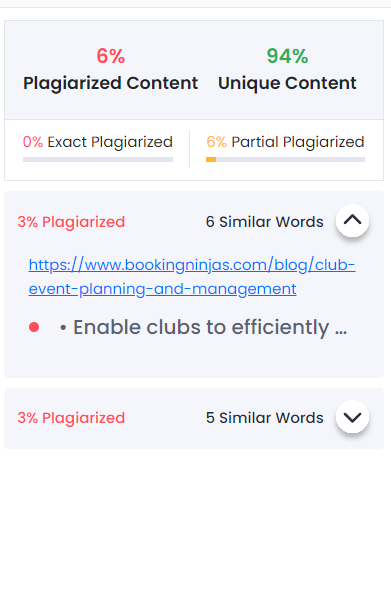 6%
94%
Plagiarized Content
Unique Content
0% Exact Plagiarized
6% Partial Plagiarized
3% Plagiarized
6 Similar Words
https://www.bookingninjas.com/blog/club-
event-planning-and-management
• Enable clubs to efficiently ...
3% Plagiarized
5 Similar Words